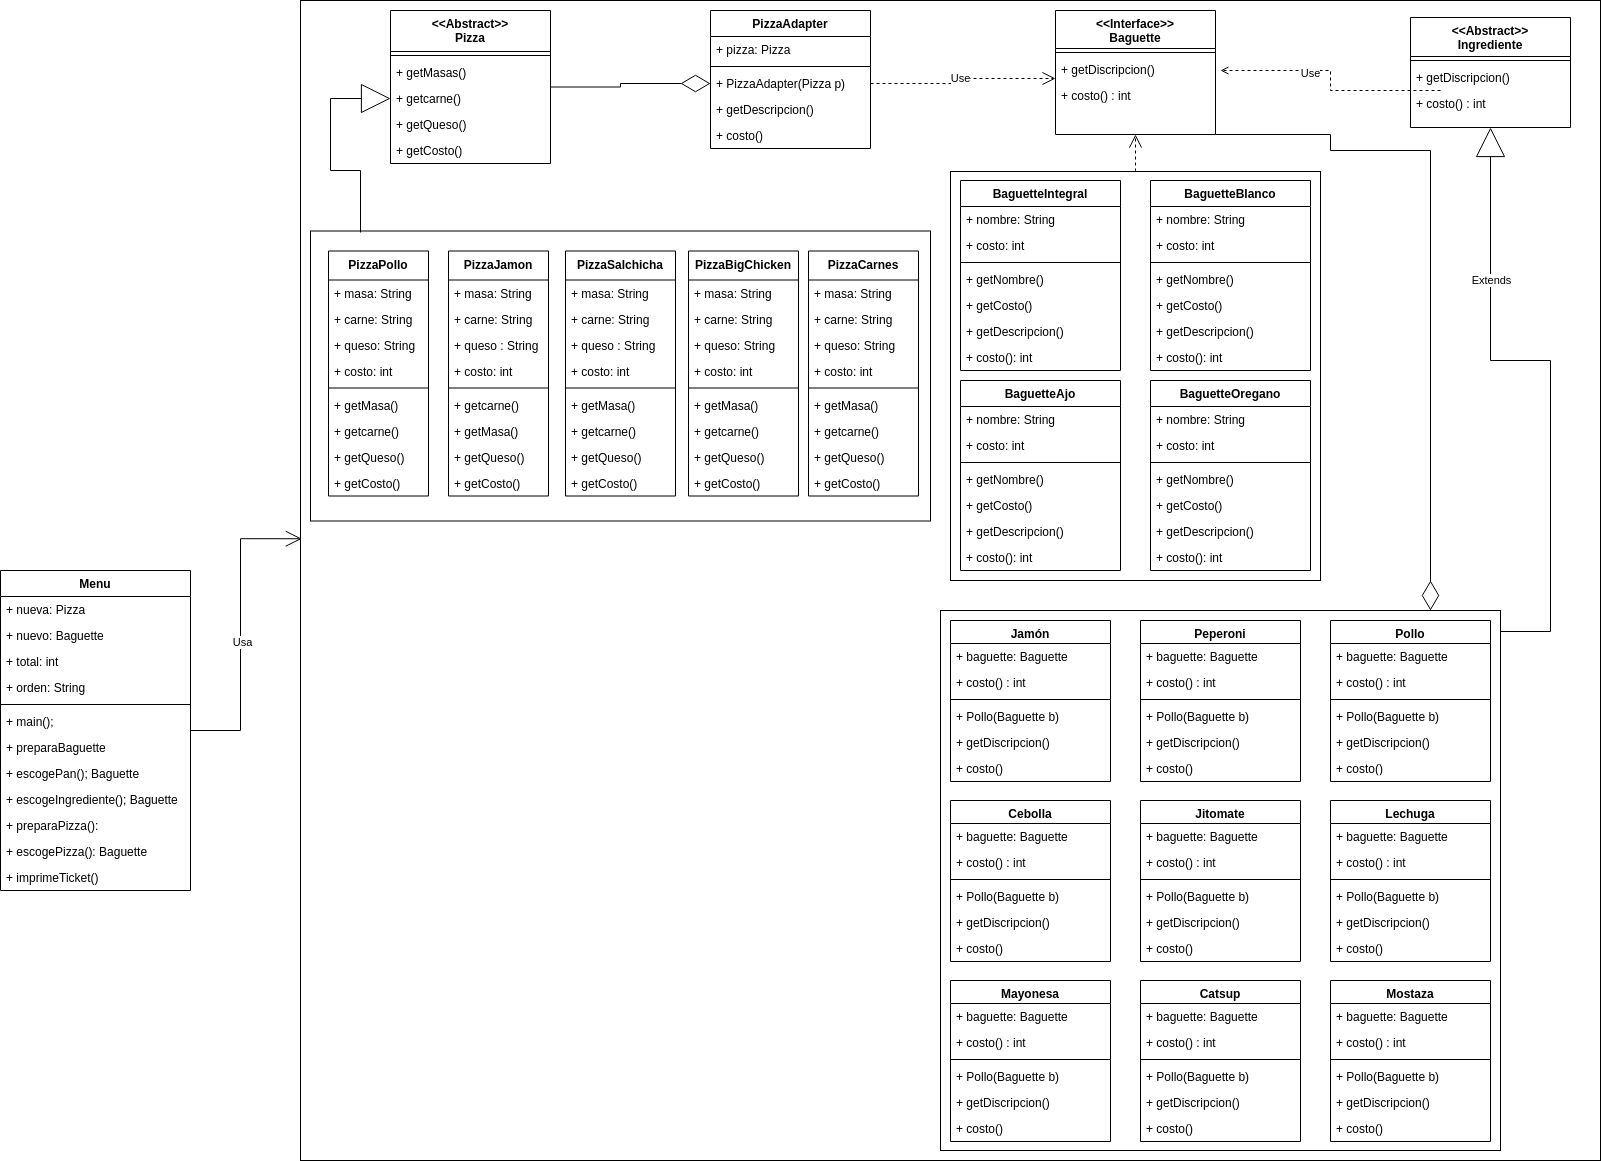 <<Abstract>>
Pizza
+ getMasas()
+ getcarne()
+ getQueso()
+ getCosto()
PizzaAdapter
+ pizza: Pizza
+ PizzaAdapter(Pizza p)
+ getDescripcion()
+ costo()
Use
<<Interface>>
Baguette
+ getDiscripcion()
+ costo() : int
Use
<<Abstract>>
Ingrediente
+ getDiscripcion()
+ costo() : int
PizzaPollo
+ masa: String
+ carne: String
+ queso: String
+ costo: int
+ getMasa()
+ getcarne()
+ getQueso()
+ getCosto()
PizzaJamon
+ masa: String
+ carne: String
+ queso : String
+ costo: int
+ getcarne()
+ getMasa()
+ getQueso()
+ getCosto()
PizzaSalchicha
+ masa: String
+ carne: String
+ queso : String
+ costo: int
+ getMasa()
+ getcarne()
+ getQueso()
+ getCosto()
PizzaBigChicken
+ masa: String
+ carne: String
+ queso: String
+ costo: int
+ getMasa()
+ getcarne()
+ getQueso()
+ getCosto()
PizzaCarnes
+ masa: String
+ carne: String
+ queso: String
+ costo: int
+ getMasa()
+ getcarne()
+ getQueso()
+ getCosto()
BaguetteIntegral
+ nombre: String
+ costo: int
+ getNombre()
+ getCosto()
+ getDescripcion()
+ costo(): int
BaguetteBlanco
+ nombre: String
+ costo: int
+ getNombre()
+ getCosto()
+ getDescripcion()
+ costo(): int
BaguetteAjo
+ nombre: String
+ costo: int
+ getNombre()
+ getCosto()
+ getDescripcion()
+ costo(): int
BaguetteOregano
+ nombre: String
+ costo: int
+ getNombre()
+ getCosto()
+ getDescripcion()
+ costo(): int
Extends
Menu
+ nueva: Pizza
+ nuevo: Baguette
+ total: int
+ orden: String
+ main();
+ preparaBaguette
+ escogePan(); Baguette
+ escogeIngrediente(); Baguette
+ preparaPizza():
+ escogePizza(): Baguette
+ imprimeTicket()
Usa
Jamón
+ baguette: Baguette
+ costo() : int
+ Pollo(Baguette b)
+ getDiscripcion()
+ costo()
Peperoni
+ baguette: Baguette
+ costo() : int
+ Pollo(Baguette b)
+ getDiscripcion()
+ costo()
Pollo
+ baguette: Baguette
+ costo() : int
+ Pollo(Baguette b)
+ getDiscripcion()
+ costo()
Cebolla
+ baguette: Baguette
+ costo() : int
+ Pollo(Baguette b)
+ getDiscripcion()
+ costo()
Jitomate
+ baguette: Baguette
+ costo() : int
+ Pollo(Baguette b)
+ getDiscripcion()
+ costo()
Lechuga
+ baguette: Baguette
+ costo() : int
+ Pollo(Baguette b)
+ getDiscripcion()
+ costo()
Mayonesa
+ baguette: Baguette
+ costo() : int
+ Pollo(Baguette b)
+ getDiscripcion()
+ costo()
Catsup
+ baguette: Baguette
+ costo() : int
+ Pollo(Baguette b)
+ getDiscripcion()
+ costo()
Mostaza
+ baguette: Baguette
+ costo() : int
+ Pollo(Baguette b)
+ getDiscripcion()
+ costo()